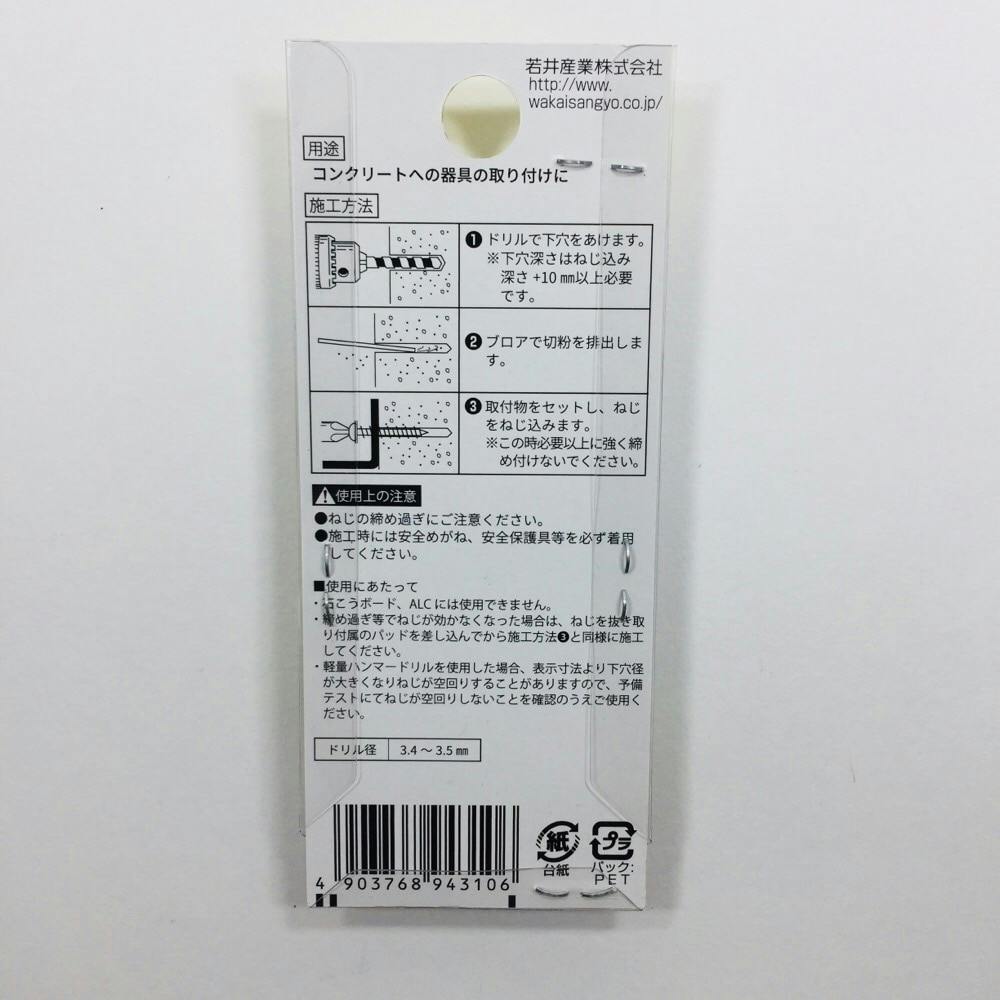 若井産業株式会社
http://www.
wakaisangyo.co.jp/
用途
コンクリートへの器具の取り付けに
施工方法
❶ドリルで下穴をあけます。
※下穴深さはねじ込み
深さ+10㎜以上必要
です。
❷ブロアで切粉を排出しま
す。
❸取付物をセットし、ねじ
をねじ込みます。
※この時必要以上に強く締
め付けないでください。
使用上の注意
●ねじの締め過ぎにご注意ください。
●施工時には安全めがね、安全保護具等を必ず着用
してください。
■使用にあたって
・石こうボード、ALCには使用できません。
・締め過ぎ等でねじが効かなくなった場合は、ねじを抜き取
り付属のパッドを差し込んでから施工方法❸と同様に施工
してください。
・軽量ハンマードリルを使用した場合、表示寸法より下穴径
が大きくなりねじが空回りすることがありますので、予備
テストにてねじが空回りしないことを確認のうえご使用く
ださい。
ドリル径 3.4～3.5㎜
4 903768 943106
紙
台紙
プラ
パック:
PET